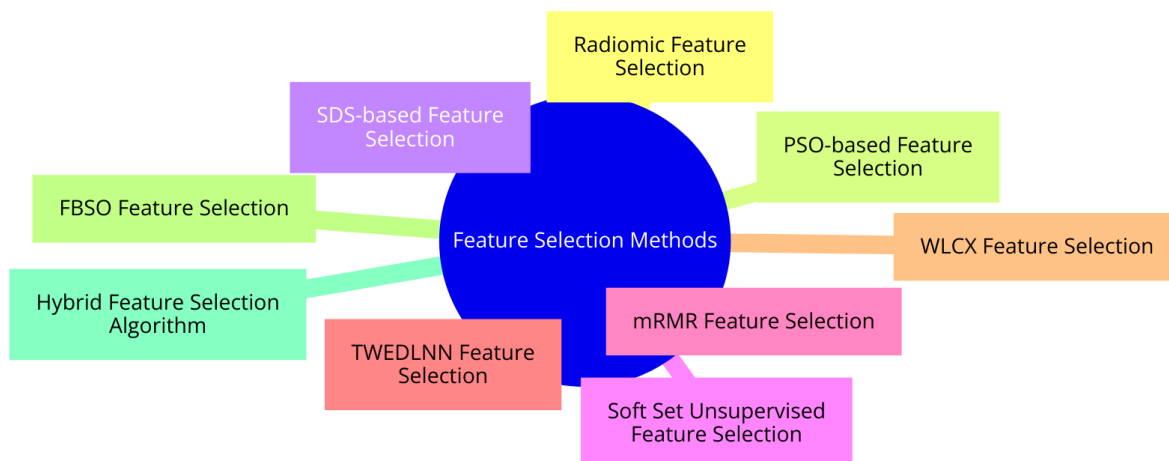 Radiomic Feature
Selection
SDS-based Feature
Selection
PSO-based Feature
Selection
FBSO Feature Selection
Feature Selection Methods
WLCX Feature Selection
Hybrid Feature Selection
Algorithm
mRMR Feature Selection
TWEDLNN Feature
Selection
Soft Set Unsupervised
Feature Selection